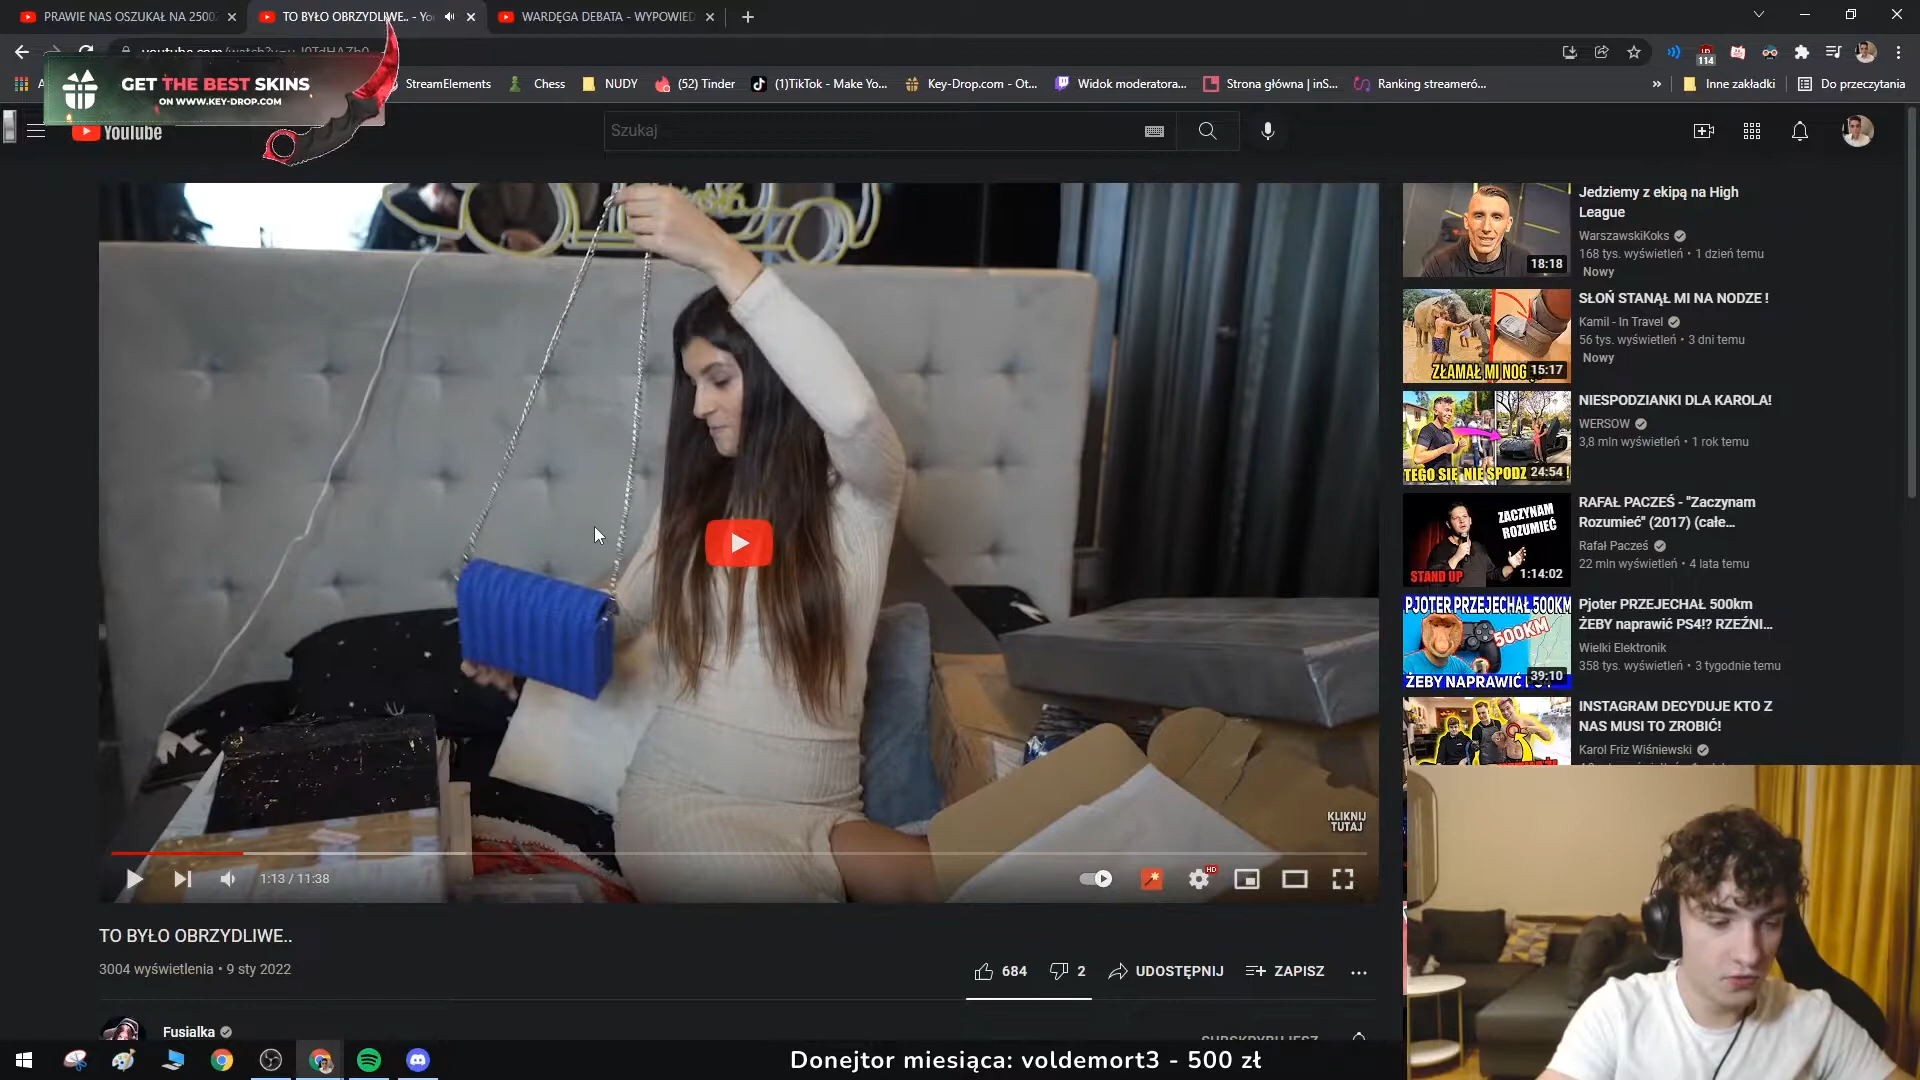 PRAWIE NAS OSZUKAŁ NA 2500
TO BYŁO OBRZYDLIWE.. - Yo
WARDĘGA DEBATA - WYPOWIED
114
GET THE BEST SKINS
ON WWW.KEY-DROP.COM
StreamElements
Chess
NUDY
(52) Tinder
(1)TikTok - Make Yo...
Key-Drop.com - Ot...
Widok moderatora...
Strona główna | inS...
Ranking streameró...
»
Inne zakładki
Do przeczytania
YouTube
Szukaj
Jedziemy z ekipą na High
League
WarszawskiKoks
168 tys. wyświetleń • 1 dzień temu
Nowy
18:18
SŁOŃ STANĄŁ MI NA NODZE !
Kamil - In Travel
56 tys. wyświetleń • 3 dni temu
Nowy
ZŁAMAŁ MI NOG
15:17
NIESPODZIANKI DLA KAROLA!
WERSOW
3,8 mln wyświetleń • 1 rok temu
TEGO SIĘ NIE SPODZ
24:54
RAFAŁ PACZEŚ - "Zaczynam
Rozumieć" (2017) (całe...
Rafał Pacześ
22 mln wyświetleń • 4 lata temu
ZACZYNAM
ROZUMIEĆ
STAND UP
1:14:02
Pjoter PRZEJECHAŁ 500km
ŻEBY naprawić PS4!? RZEŹNI...
Wielki Elektronik
358 tys. wyświetleń • 3 tygodnie temu
PJOTER PRZEJECHAŁ 500KM
500KM
ŻEBY NAPRAWIĆ
39:10
INSTAGRAM DECYDUJE KTO Z
NAS MUSI TO ZROBIĆ!
Karol Friz Wiśniewski
KLIKNIJ
TUTAJ
1:13 / 11:38
HD
TO BYŁO OBRZYDLIWE..
3004 wyświetlenia • 9 sty 2022
684
2
UDOSTĘPNIJ
ZAPISZ
Fusialka
SUBSKRYBUJESZ
Donejtor miesiąca: voldemort3 - 500 zł